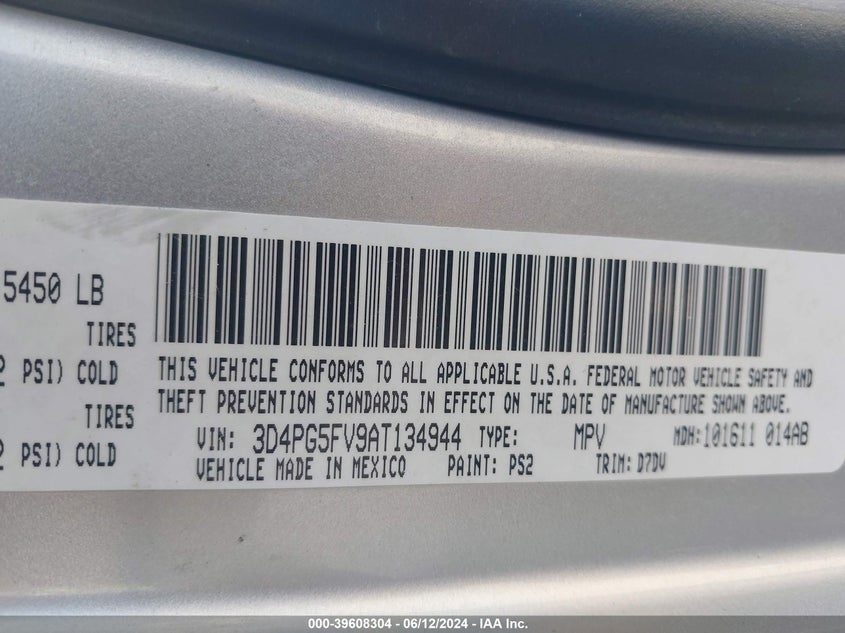 5450 LB
TIRES
PSI) COLD
TIRES
PSI) COLD
THIS VEHICLE CONFORMS TO ALL APPLICABLE U.S.A. FEDERAL MOTOR VEHICLE SAFETY AND
THEFT PREVENTION STANDARDS IN EFFECT ON THE DATE OF MANUFACTURE SHOWN ABOVE.
VIN: 3D4PG5FV9AT134944 TYPE: MPV MDH:101611 014AB
VEHICLE MADE IN MEXICO PAINT: PS2 TRIM: D7DV
000-39608304 - 06/12/2024 - IAA Inc.